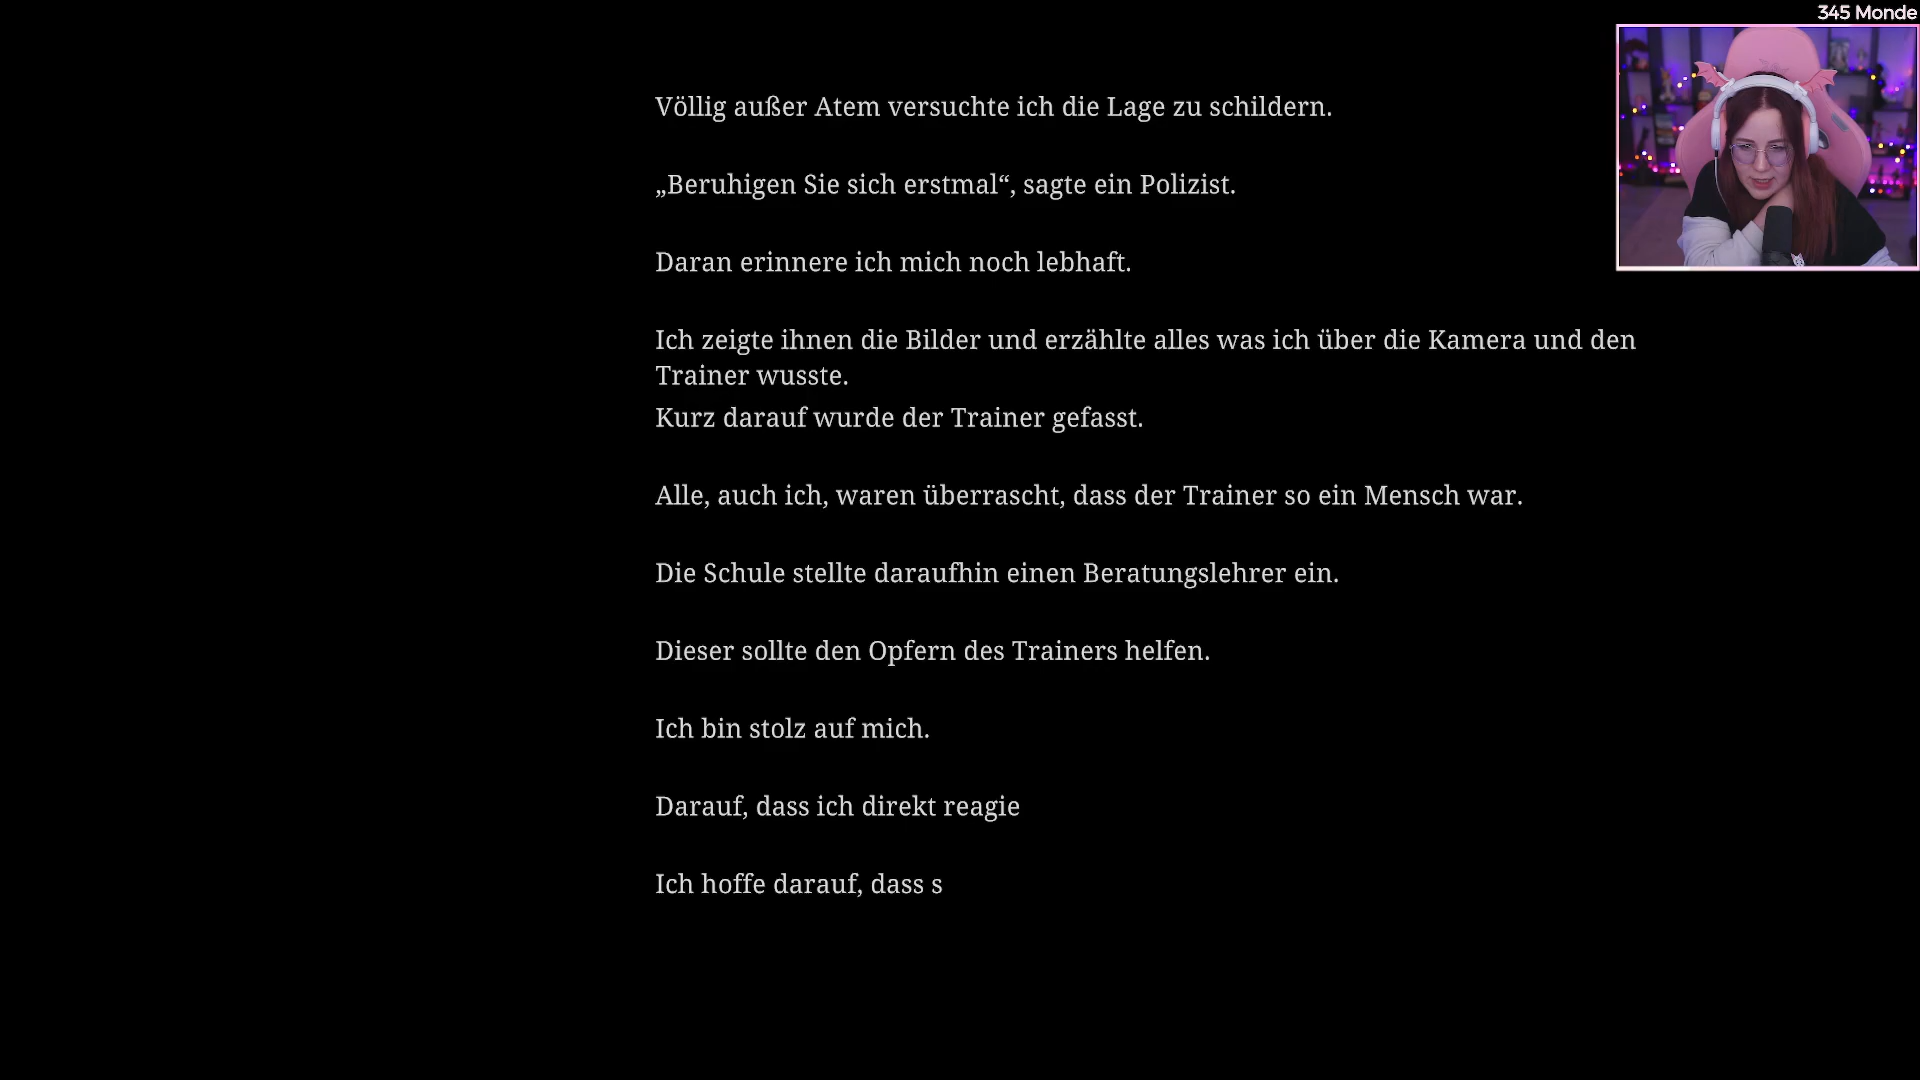 345 Monde
Völlig außer Atem versuchte ich die Lage zu schildern.
„Beruhigen Sie sich erstmal“, sagte ein Polizist.
Daran erinnere ich mich noch lebhaft.
Ich zeigte ihnen die Bilder und erzählte alles was ich über die Kamera und den
Trainer wusste.
Kurz darauf wurde der Trainer gefasst.
Alle, auch ich, waren überrascht, dass der Trainer so ein Mensch war.
Die Schule stellte daraufhin einen Beratungslehrer ein.
Dieser sollte den Opfern des Trainers helfen.
Ich bin stolz auf mich.
Darauf, dass ich direkt reagie
Ich hoffe darauf, dass s